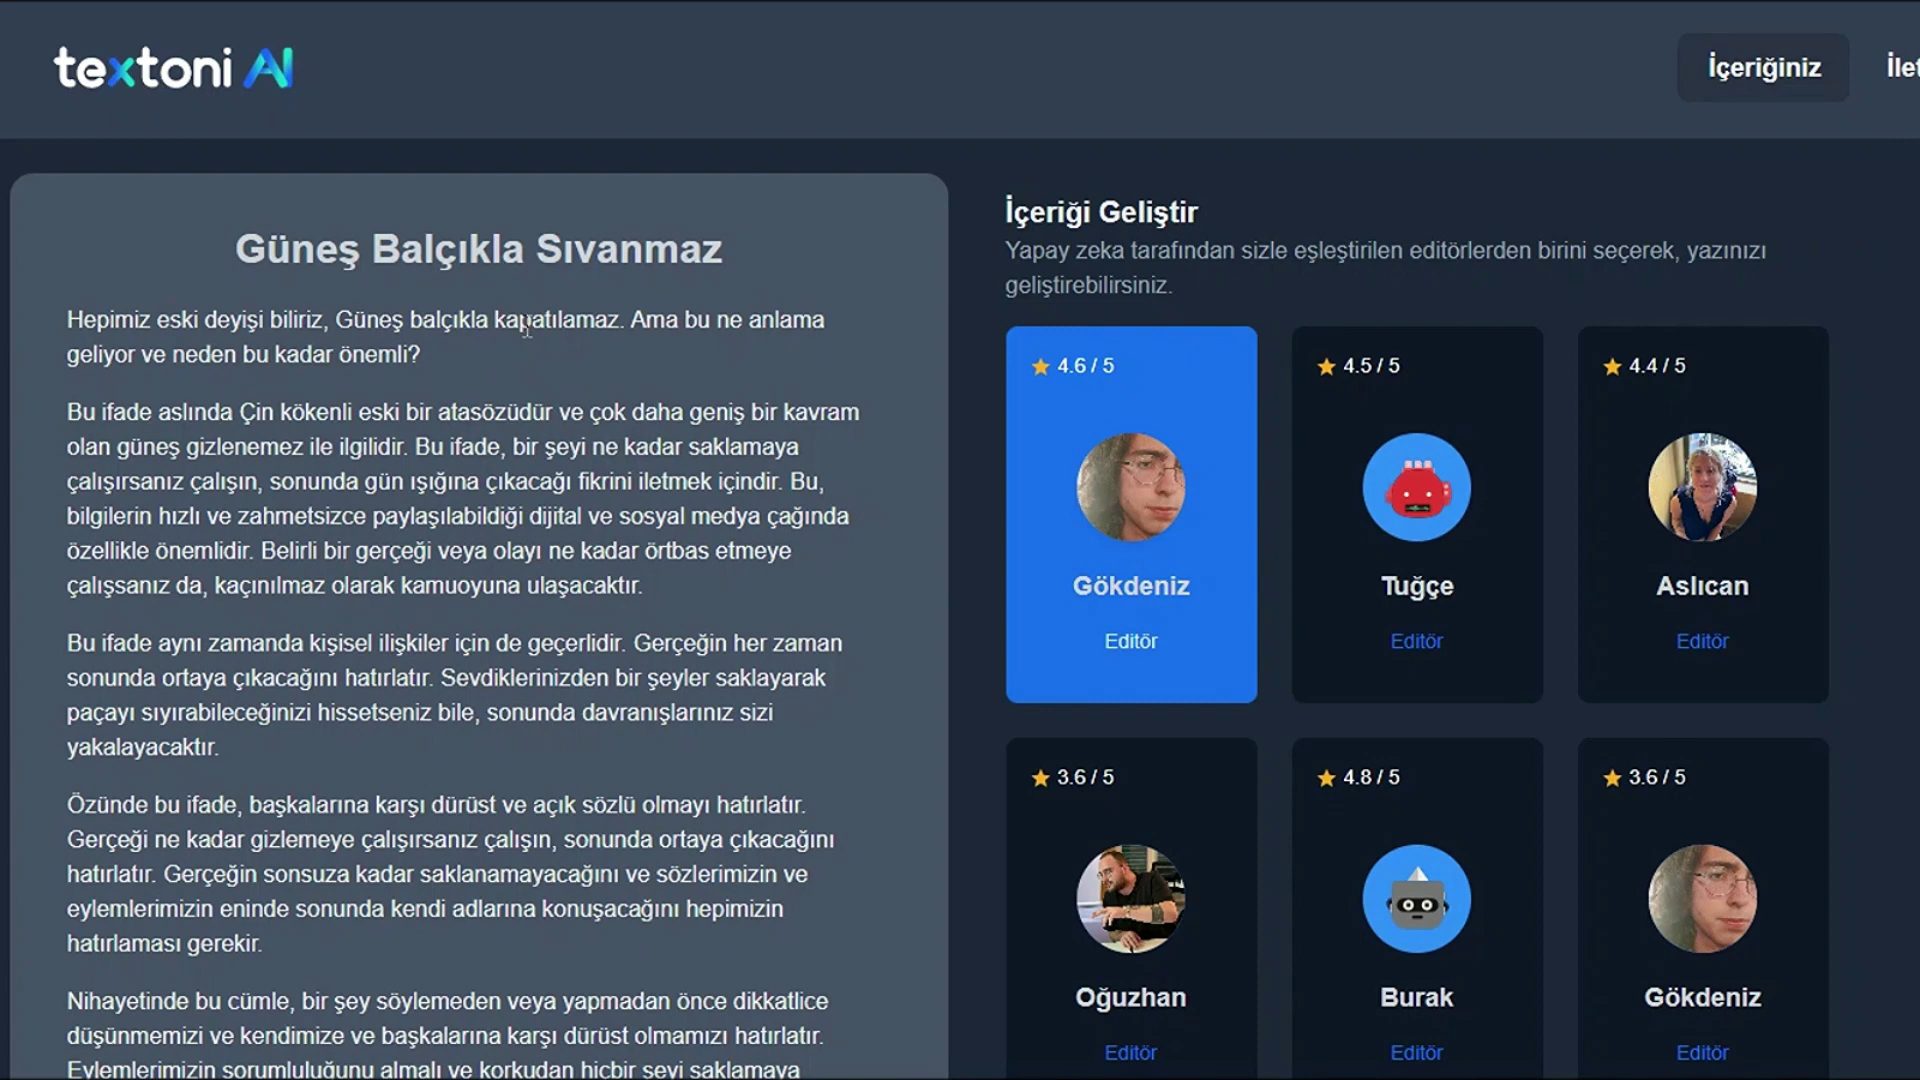 textoni AI
İçeriğiniz
Güneş Balçıkla Sıvanmaz
Hepimiz eski deyişi biliriz, Güneş balçıkla kapatılamaz. Ama bu ne anlama
geliyor ve neden bu kadar önemli?
Bu ifade aslında Çin kökenli eski bir atasözüdür ve çok daha geniş bir kavram
olan güneş gizlenemez ile ilgilidir. Bu ifade, bir şeyi ne kadar saklamaya
çalışırsanız çalışın, sonunda gün ışığına çıkacağı fikrini iletmek içindir. Bu,
bilgilerin hızlı ve zahmetsizce paylaşılabildiği dijital ve sosyal medya çağında
özellikle önemlidir. Belirli bir gerçeği veya olayı ne kadar örtbas etmeye
çalışsanız da, kaçınılmaz olarak kamuoyuna ulaşacaktır.
Bu ifade aynı zamanda kişisel ilişkiler için de geçerlidir. Gerçeğin her zaman
sonunda ortaya çıkacağını hatırlatır. Sevdiklerinizden bir şeyler saklayarak
paçayı sıyırabileceğinizi hissetseniz bile, sonunda davranışlarınız sizi
yakalayacaktır.
Özünde bu ifade, başkalarına karşı dürüst ve açık sözlü olmayı hatırlatır.
Gerçeği ne kadar gizlemeye çalışırsanız çalışın, sonunda ortaya çıkacağını
hatırlatır. Gerçeğin sonsuza kadar saklanamayacağını ve sözlerimizin ve
eylemlerimizin eninde sonunda kendi adlarına konuşacağını hepimizin
hatırlaması gerekir.
Nihayetinde bu cümle, bir şey söylemeden veya yapmadan önce dikkatlice
düşünmemizi ve kendimize ve başkalarına karşı dürüst olmamızı hatırlatır.
Eylemlerimizin sorumluluğunu almalı ve korkudan hiçbir şeyi saklamaya
İçeriği Geliştir
Yapay zeka tarafından sizle eşleştirilen editörlerden birini seçerek, yazınızı
geliştirebilirsiniz.
4.6 / 5
Gökdeniz
Editör
4.5 / 5
Tuğçe
Editör
4.4 / 5
Aslıcan
Editör
3.6 / 5
Oğuzhan
Editör
4.8 / 5
Burak
Editör
3.6 / 5
Gökdeniz
Editör